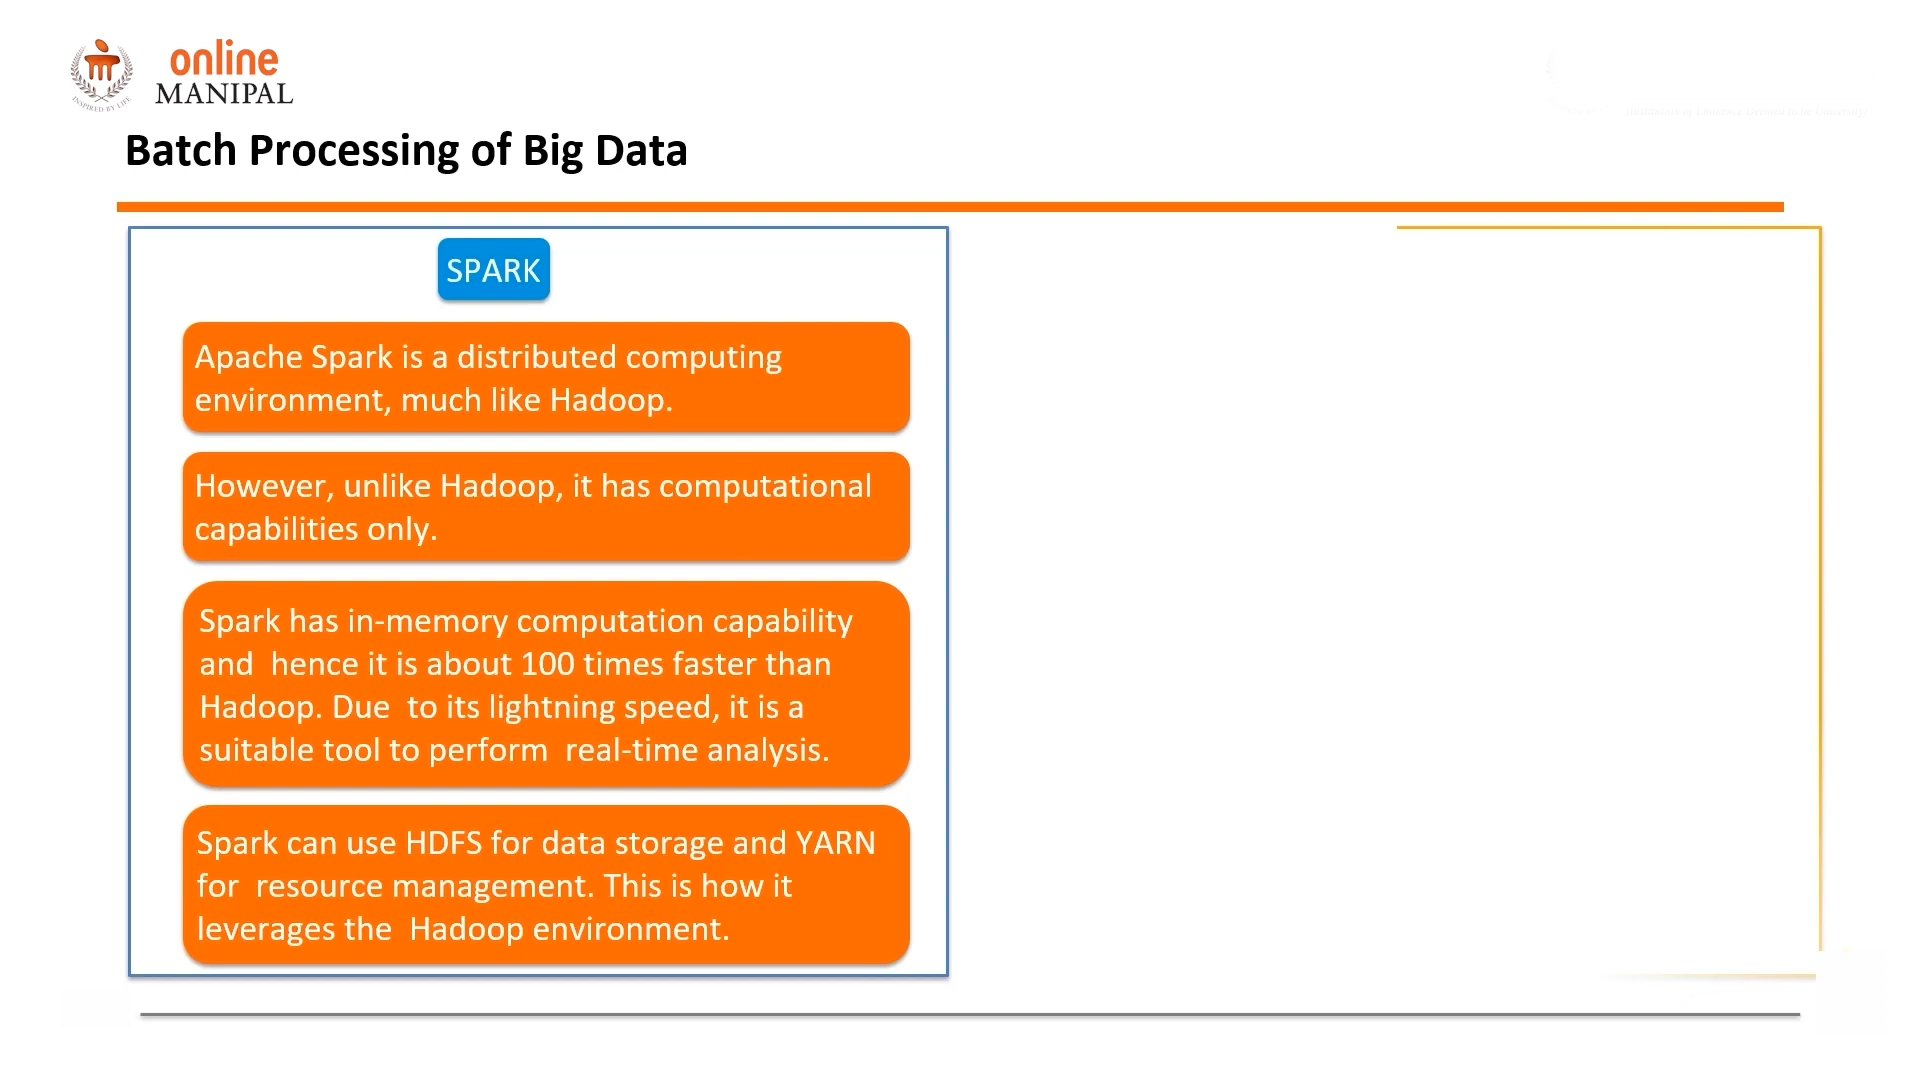 online
MANIPAL
INSPIRED BY LIFE
Batch Processing of Big Data
SPARK
Apache Spark is a distributed computing
environment, much like Hadoop.
However, unlike Hadoop, it has computational
capabilities only.
Spark has in-memory computation capability
and  hence it is about 100 times faster than
Hadoop. Due  to its lightning speed, it is a
suitable tool to perform  real-time analysis.
Spark can use HDFS for data storage and YARN
for  resource management. This is how it
leverages the  Hadoop environment.